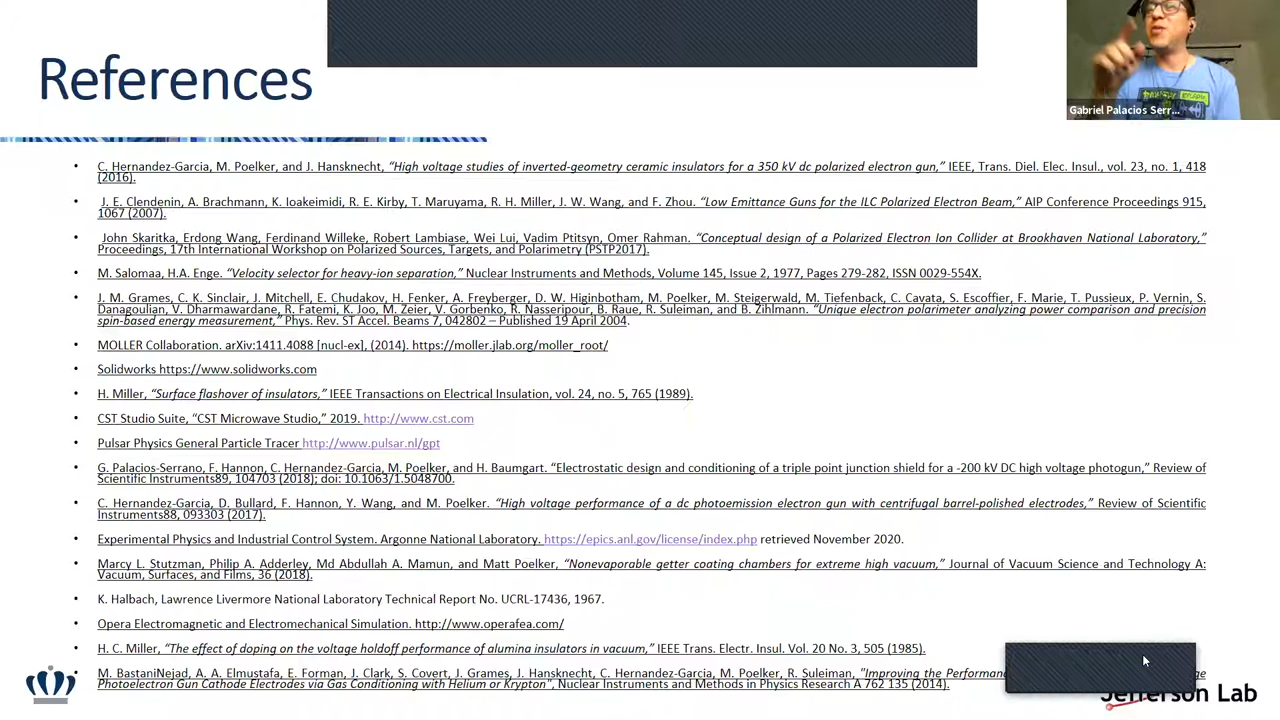 References
Gabriel Palacios Serr...
• C. Hernandez-Garcia, M. Poelker, and J. Hansknecht, “High voltage studies of inverted-geometry ceramic insulators for a 350 kV dc polarized electron gun,” IEEE, Trans. Diel. Elec. Insul., vol. 23, no. 1, 418
(2016).
• J. E. Clendenin, A. Brachmann, K. Ioakeimidi, R. E. Kirby, T. Maruyama, R. H. Miller, J. W. Wang, and F. Zhou. “Low Emittance Guns for the ILC Polarized Electron Beam,” AIP Conference Proceedings 915,
1067 (2007).
• John Skaritka, Erdong Wang, Ferdinand Willeke, Robert Lambiase, Wei Lui, Vadim Ptitsyn, Omer Rahman. “Conceptual design of a Polarized Electron Ion Collider at Brookhaven National Laboratory,”
Proceedings, 17th International Workshop on Polarized Sources, Targets, and Polarimetry (PSTP2017).
• M. Salomaa, H.A. Enge. “Velocity selector for heavy-ion separation,” Nuclear Instruments and Methods, Volume 145, Issue 2, 1977, Pages 279-282, ISSN 0029-554X.
• J. M. Grames, C. K. Sinclair, J. Mitchell, E. Chudakov, H. Fenker, A. Freyberger, D. W. Higinbotham, M. Poelker, M. Steigerwald, M. Tiefenback, C. Cavata, S. Escoffier, F. Marie, T. Pussieux, P. Vernin, S.
Danagoulian, V. Dharmawardane, R. Fatemi, K. Joo, M. Zeier, V. Gorbenko, R. Nasseripour, B. Raue, R. Suleiman, and B. Zihlmann. “Unique electron polarimeter analyzing power comparison and precision
spin-based energy measurement,” Phys. Rev. ST Accel. Beams 7, 042802 – Published 19 April 2004.
• MOLLER Collaboration. arXiv:1411.4088 [nucl-ex], (2014). https://moller.jlab.org/moller_root/
• Solidworks https://www.solidworks.com
• H. Miller, “Surface flashover of insulators,” IEEE Transactions on Electrical Insulation, vol. 24, no. 5, 765 (1989).
• CST Studio Suite, “CST Microwave Studio,” 2019. http://www.cst.com
• Pulsar Physics General Particle Tracer http://www.pulsar.nl/gpt
• G. Palacios-Serrano, F. Hannon, C. Hernandez-Garcia, M. Poelker, and H. Baumgart. “Electrostatic design and conditioning of a triple point junction shield for a -200 kV DC high voltage photogun,” Review of
Scientific Instruments89, 104703 (2018); doi: 10.1063/1.5048700.
• C. Hernandez-Garcia, D. Bullard, F. Hannon, Y. Wang, and M. Poelker. “High voltage performance of a dc photoemission electron gun with centrifugal barrel-polished electrodes,” Review of Scientific
Instruments88, 093303 (2017).
• Experimental Physics and Industrial Control System. Argonne National Laboratory. https://epics.anl.gov/license/index.php retrieved November 2020.
• Marcy L. Stutzman, Philip A. Adderley, Md Abdullah A. Mamun, and Matt Poelker, “Nonevaporable getter coating chambers for extreme high vacuum,” Journal of Vacuum Science and Technology A:
Vacuum, Surfaces, and Films, 36 (2018).
• K. Halbach, Lawrence Livermore National Laboratory Technical Report No. UCRL-17436, 1967.
• Opera Electromagnetic and Electromechanical Simulation. http://www.operafea.com/
• H. C. Miller, “The effect of doping on the voltage holdoff performance of alumina insulators in vacuum,” IEEE Trans. Electr. Insul. Vol. 20 No. 3, 505 (1985).
• M. BastaniNejad, A. A. Elmustafa, E. Forman, J. Clark, S. Covert, J. Grames, J. Hansknecht, C. Hernandez-Garcia, M. Poelker, R. Suleiman, "Improving the
Photoelectron Gun Cathode Electrodes via Gas Conditioning with Helium or Krypton", Nuclear Instruments and Methods in Physics Research A 762 135 (2014).
Jefferson Lab